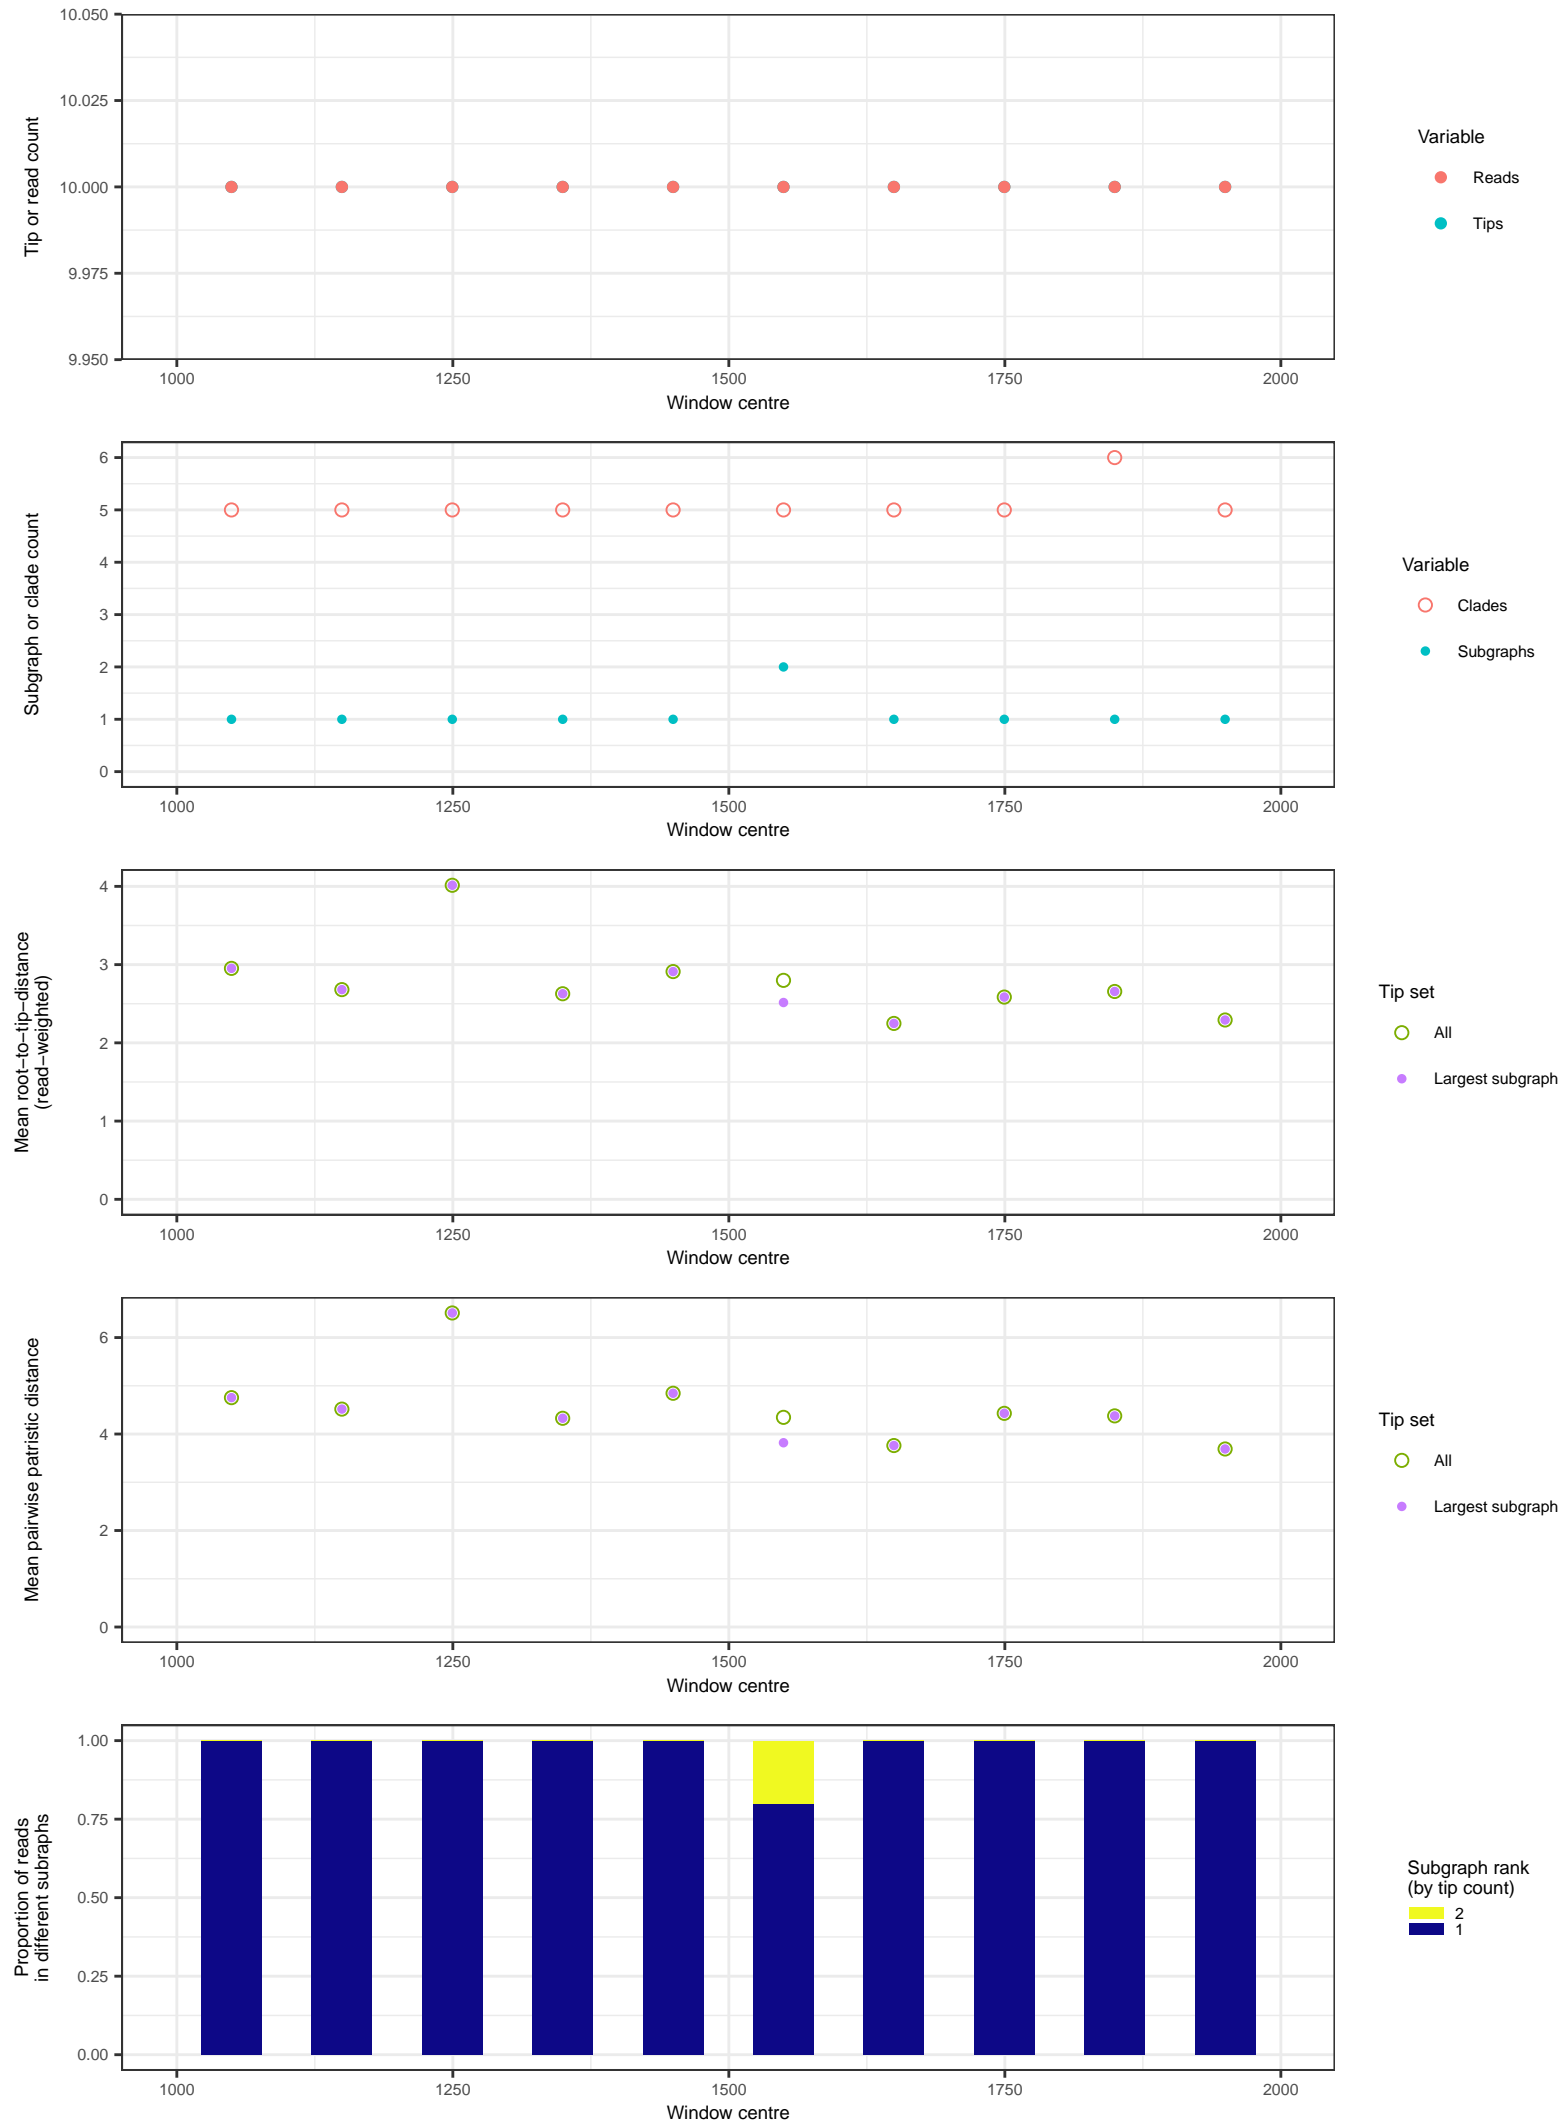 10.050
10.025
10.000
9.975
9.950
Tip or read count
1000 1250 1500 1750 2000
Window centre
Variable
Reads
Tips
6
5
4
3
2
1
0
Subgraph or clade count
1000 1250 1500 1750 2000
Window centre
Variable
Clades
Subgraphs
4
3
2
1
0
Mean root−to−tip−distance
(read−weighted)
1000 1250 1500 1750 2000
Window centre
Tip set
All
Largest subgraph
6
4
2
0
Mean pairwise patristic distance
1000 1250 1500 1750 2000
Window centre
Tip set
All
Largest subgraph
1.00
0.75
0.50
0.25
0.00
Proportion of reads
in different subraphs
1000 1250 1500 1750 2000
Window centre
Subgraph rank
(by tip count)
2
1